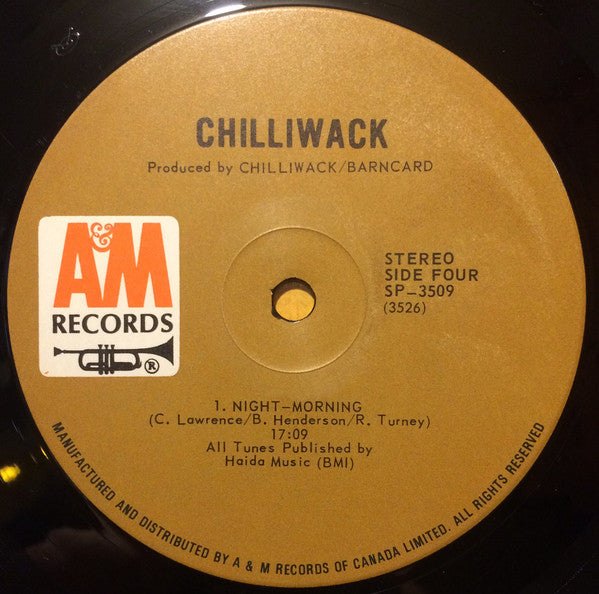 CHILLIWACK
Produced by CHILLIWACK/BARNCARD
A&M
RECORDS
®
STEREO
SIDE FOUR
SP-3509
(3526)
1. NIGHT-MORNING
(C. Lawrence/B. Henderson/R. Turney)
17:09
All Tunes Published by
Haida Music (BMI)
MANUFACTURED AND DISTRIBUTED BY A & M RECORDS OF CANADA LIMITED. ALL RIGHTS RESERVED